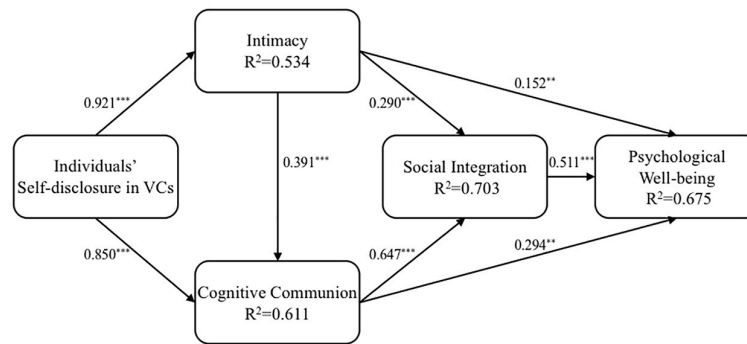 Intimacy
R²=0.534
0.921***
0.290***
0.152**
Individuals'
Self-disclosure in VCs
0.391***
Social Integration
R²=0.703
0.511***
Psychological
Well-being
R²=0.675
0.850***
0.647***
0.294**
Cognitive Communion
R²=0.611